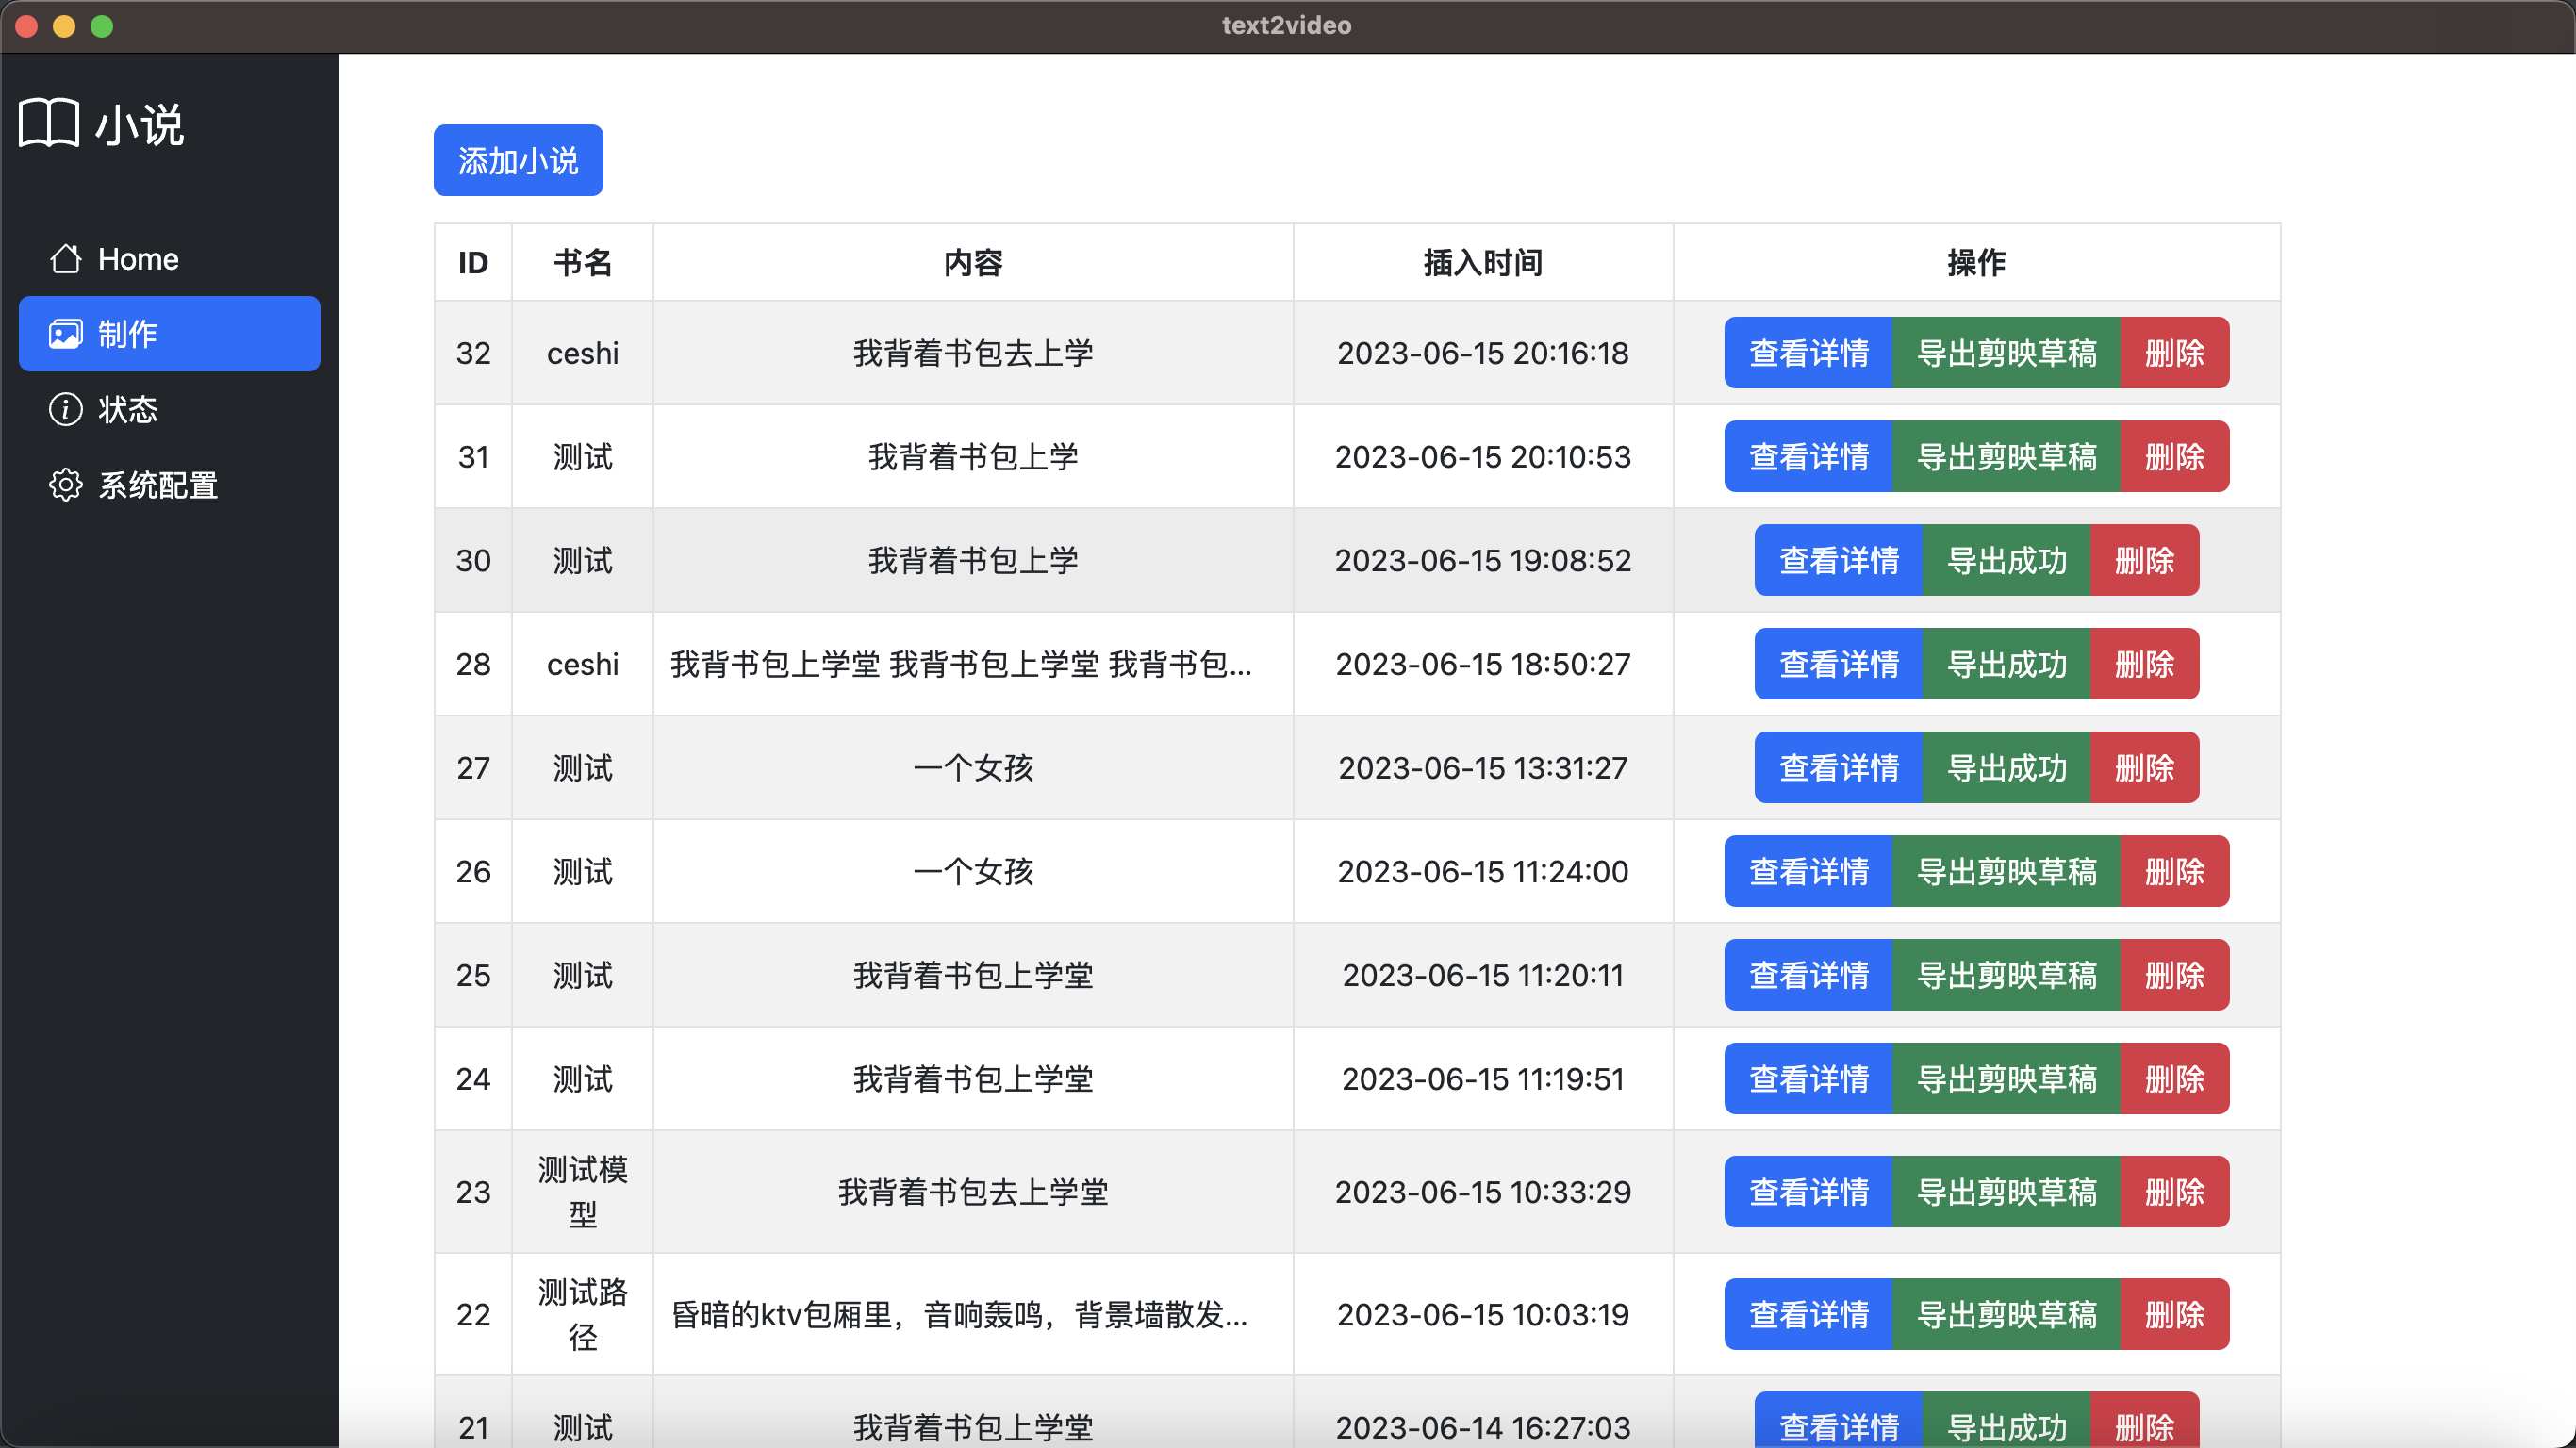 text2video
小说
Home
制作
状态
系统配置
添加小说
ID 书名 内容 插入时间 操作
32 ceshi 我背着书包去上学 2023-06-15 20:16:18 查看详情 导出剪映草稿 删除
31 测试 我背着书包上学 2023-06-15 20:10:53 查看详情 导出剪映草稿 删除
30 测试 我背着书包上学 2023-06-15 19:08:52 查看详情 导出成功 删除
28 ceshi 我背书包上学堂 我背书包上学堂 我背书包... 2023-06-15 18:50:27 查看详情 导出成功 删除
27 测试 一个女孩 2023-06-15 13:31:27 查看详情 导出成功 删除
26 测试 一个女孩 2023-06-15 11:24:00 查看详情 导出剪映草稿 删除
25 测试 我背着书包上学堂 2023-06-15 11:20:11 查看详情 导出剪映草稿 删除
24 测试 我背着书包上学堂 2023-06-15 11:19:51 查看详情 导出剪映草稿 删除
23 测试模型 我背着书包去上学堂 2023-06-15 10:33:29 查看详情 导出剪映草稿 删除
22 测试路径 昏暗的ktv包厢里，音响轰鸣，背景墙散发... 2023-06-15 10:03:19 查看详情 导出剪映草稿 删除
21 测试 我背着书包上学堂 2023-06-14 16:27:03 查看详情 导出成功 删除